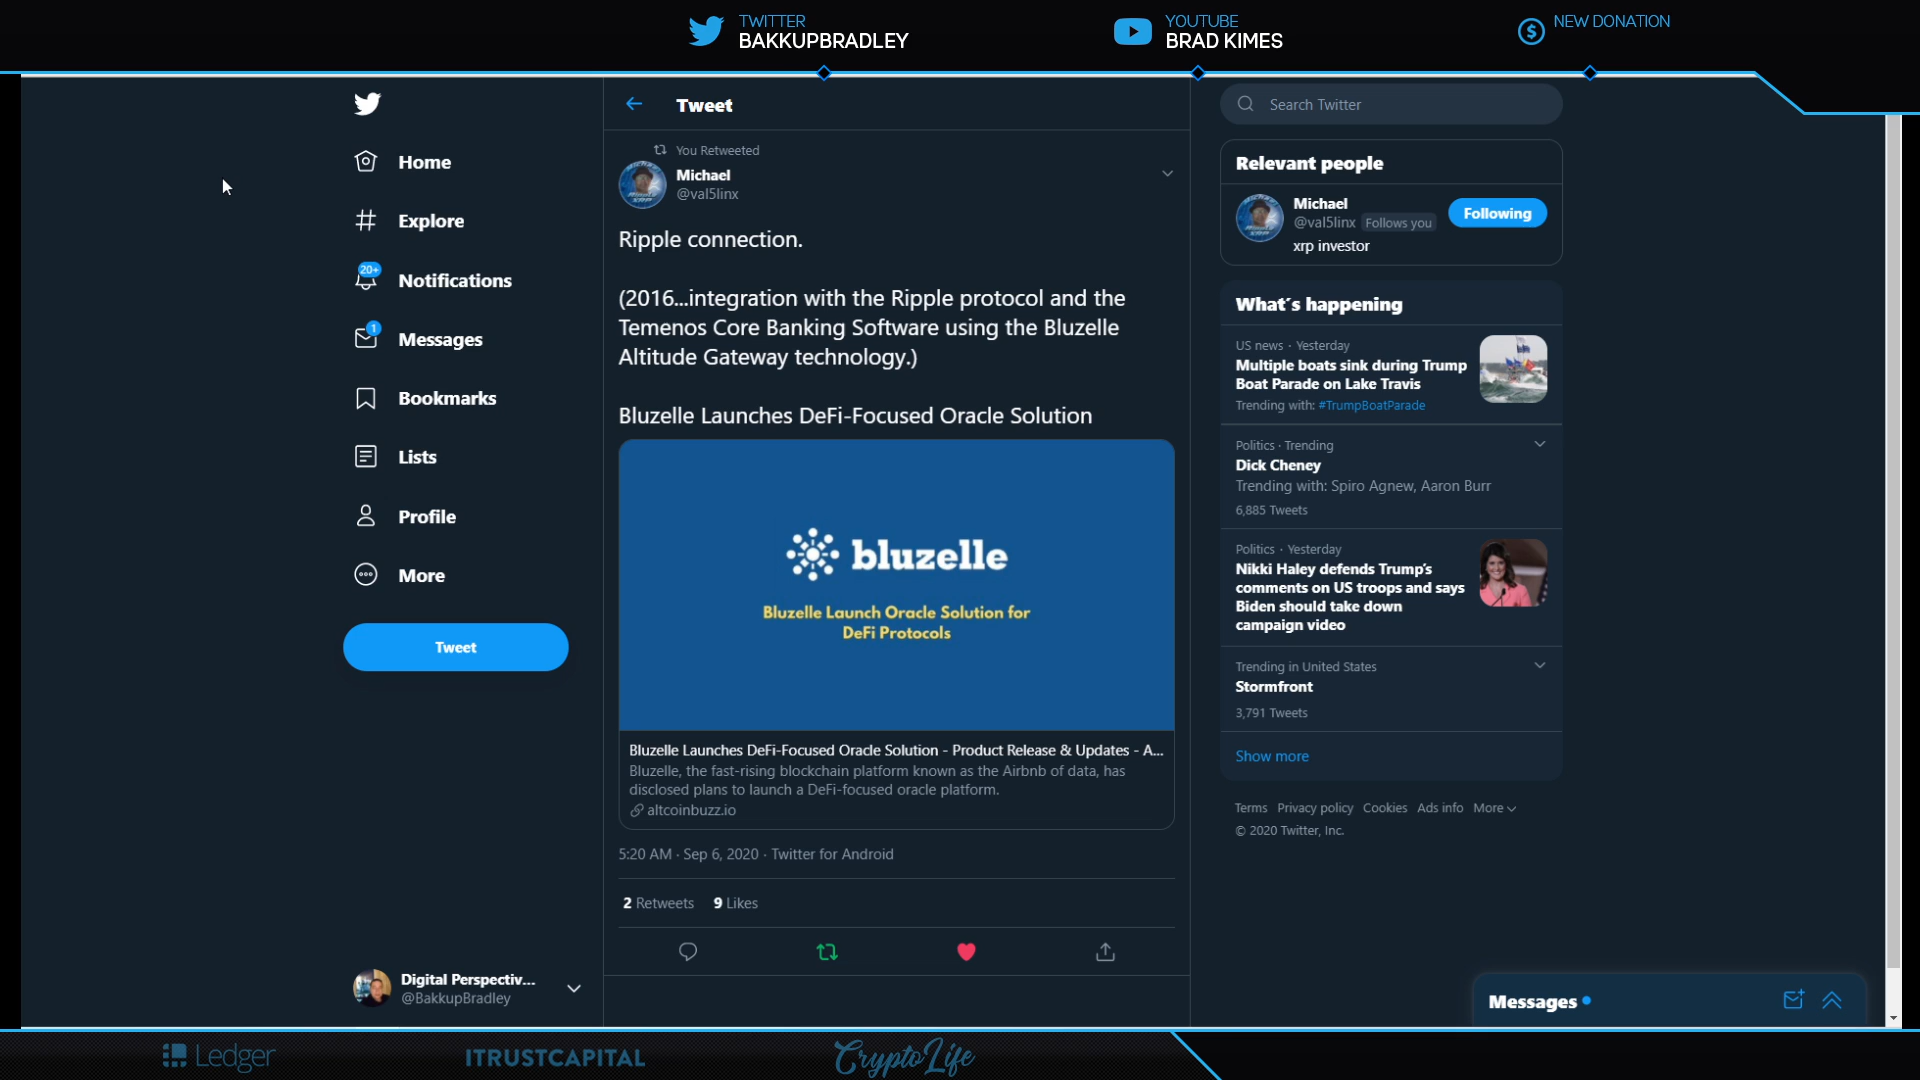 TWITTER
BAKKUPBRADLEY
YOUTUBE
BRAD KIMES
NEW DONATION
Home
Explore
20+
Notifications
1
Messages
Bookmarks
Lists
Profile
More
Tweet
Digital Perspectiv...
@BakkupBradley
Tweet
You Retweeted
Michael
@val5linx
Ripple connection.
(2016...integration with the Ripple protocol and the
Temenos Core Banking Software using the Bluzelle
Altitude Gateway technology.)
Bluzelle Launches DeFi-Focused Oracle Solution
bluzelle
Bluzelle Launch Oracle Solution for
DeFi Protocols
Bluzelle Launches DeFi-Focused Oracle Solution - Product Release & Updates - A...
Bluzelle, the fast-rising blockchain platform known as the Airbnb of data, has
disclosed plans to launch a DeFi-focused oracle platform.
altcoinbuzz.io
5:20 AM · Sep 6, 2020 · Twitter for Android
2 Retweets 9 Likes
Search Twitter
Relevant people
Michael
@val5linx Follows you
Following
xrp investor
What's happening
US news · Yesterday
Multiple boats sink during Trump
Boat Parade on Lake Travis
Trending with: #TrumpBoatParade
Politics · Trending
Dick Cheney
Trending with: Spiro Agnew, Aaron Burr
6,885 Tweets
Politics · Yesterday
Nikki Haley defends Trump's
comments on US troops and says
Biden should take down
campaign video
Trending in United States
Stormfront
3,791 Tweets
Show more
Terms Privacy policy Cookies Ads info More
© 2020 Twitter, Inc.
Messages
Ledger
ITRUSTCAPITAL
CryptoLife